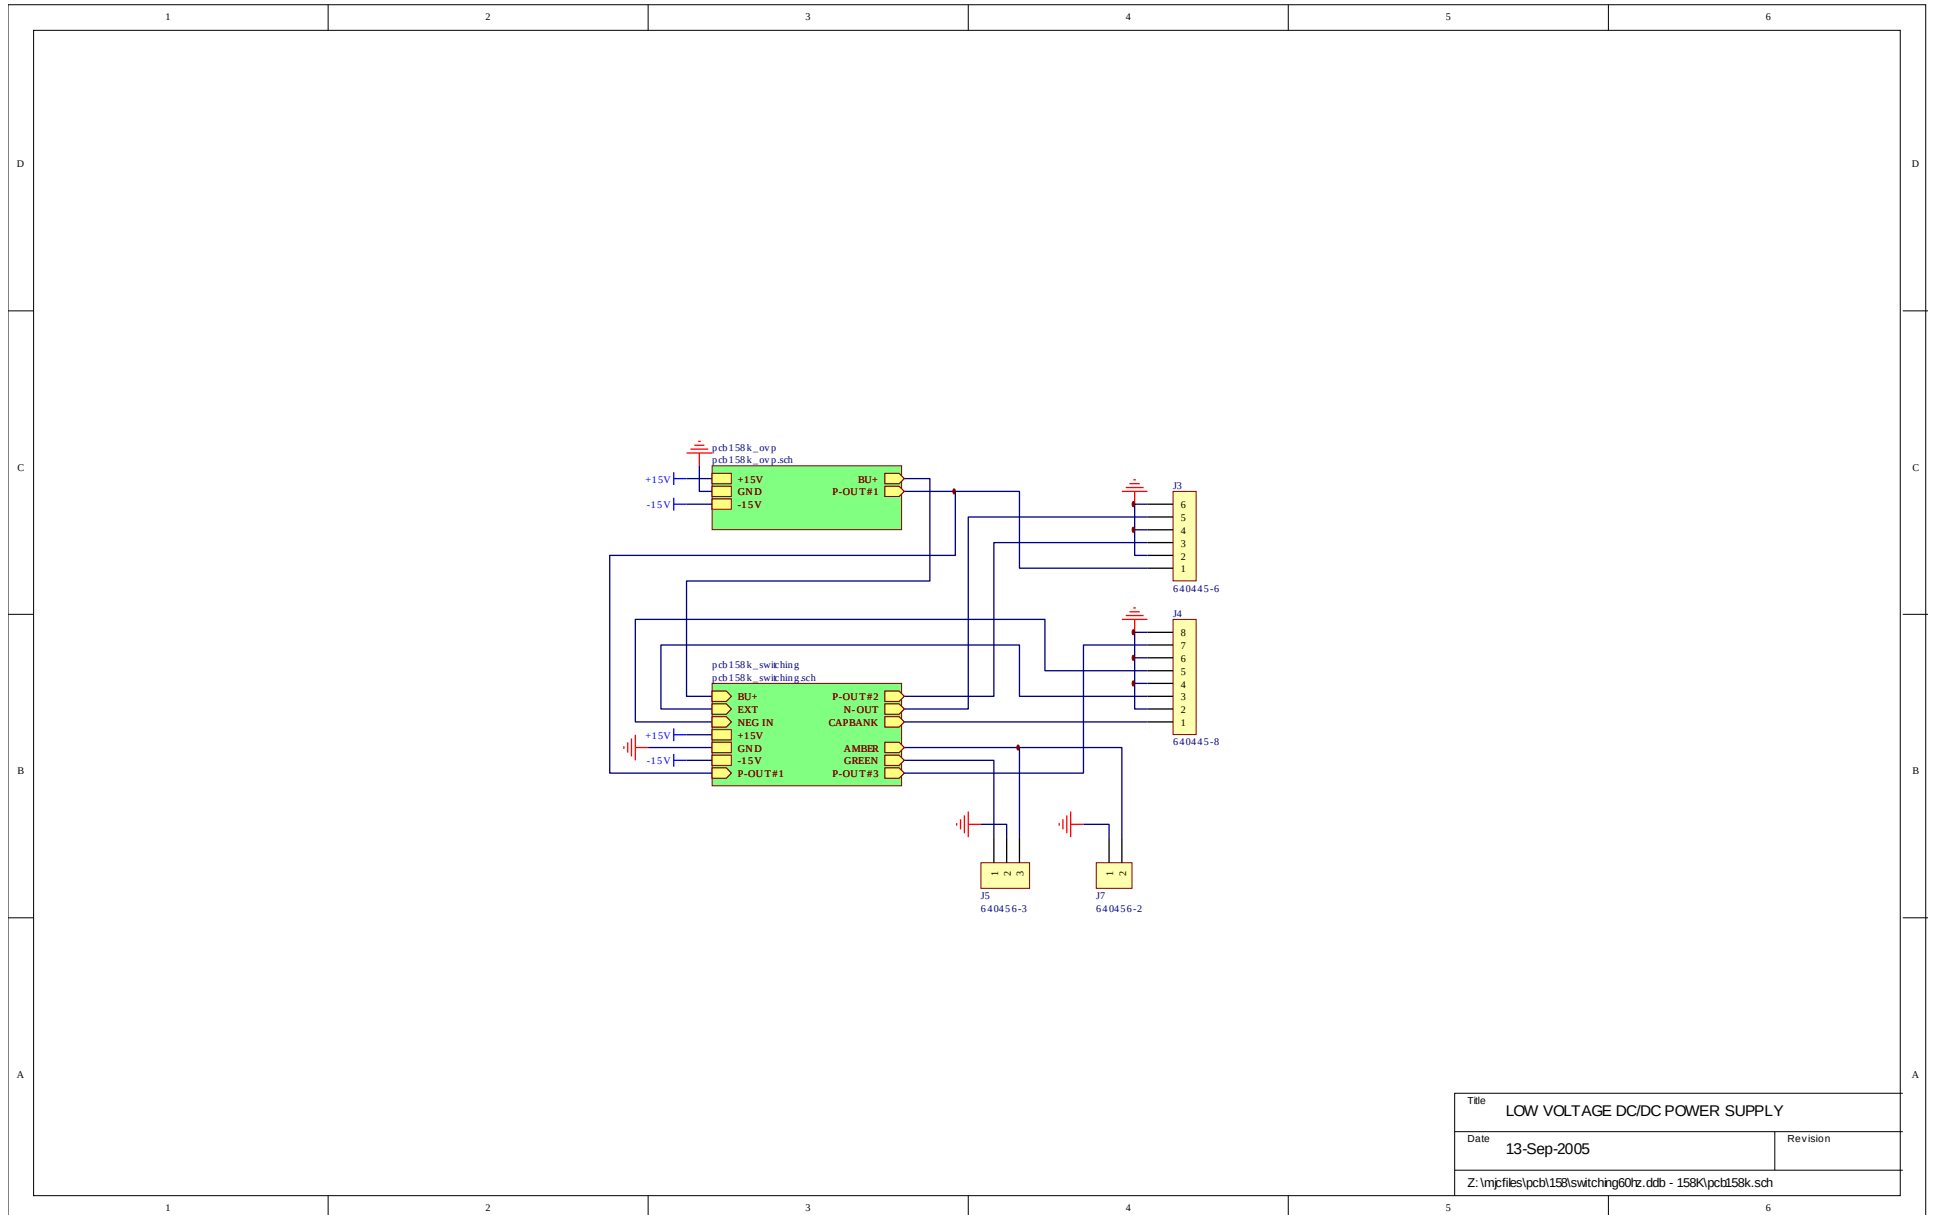 1 2 3 4 5 6
D D
C C
B B
A A
pcb158k_ovp
pcb158k_ovp.sch
+15V +15V BU+
GND P-OUT#1
-15V -15V
J3
6
5
4
3
2
1
640445-6
J4
8
7
6
5
4
3
2
1
640445-8
pcb158k_switching
pcb158k_switching.sch
BU+ P-OUT#2
EXT N-OUT
NEG IN CAPBANK
+15V +15V
GND AMBER
-15V -15V GREEN
P-OUT#1 P-OUT#3
1 2 3
J5
640456-3
1 2
J7
640456-2
Title
LOW VOLTAGE DC/DC POWER SUPPLY
Date
13-Sep-2005
Revision
Z:\mjcfiles\pcb\158\switching60hz.ddb - 158K\pcb158k.sch
1 2 3 4 5 6